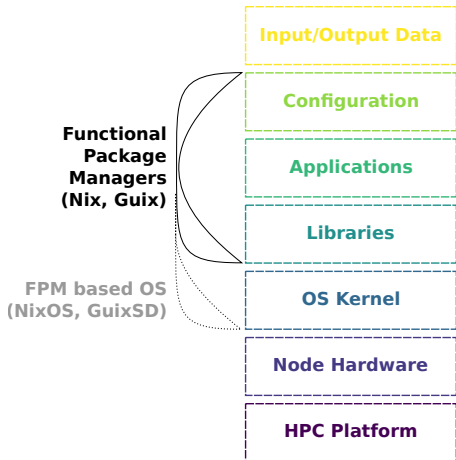 Input/Output Data
Configuration
Functional
Package
Managers
(Nix, Guix)
Applications
Libraries
FPM based OS
(NixOS, GuixSD)
OS Kernel
Node Hardware
HPC Platform